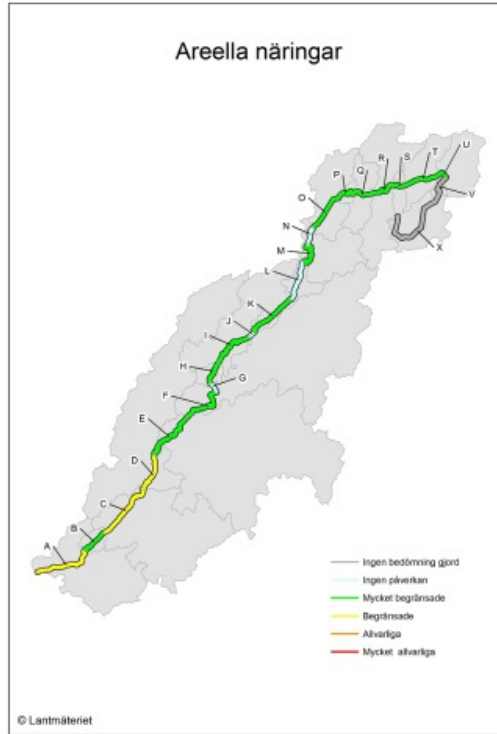 Areella näringar
U
T
S
R
Q
P
V
O
N
X
M
L
K
J
I
H
G
F
E
D
C
B
A
Ingen bedömning gjord
Ingen påverkan
Mycket begränsade
Begränsade
Allvarliga
Mycket allvarliga
© Lantmäteriet